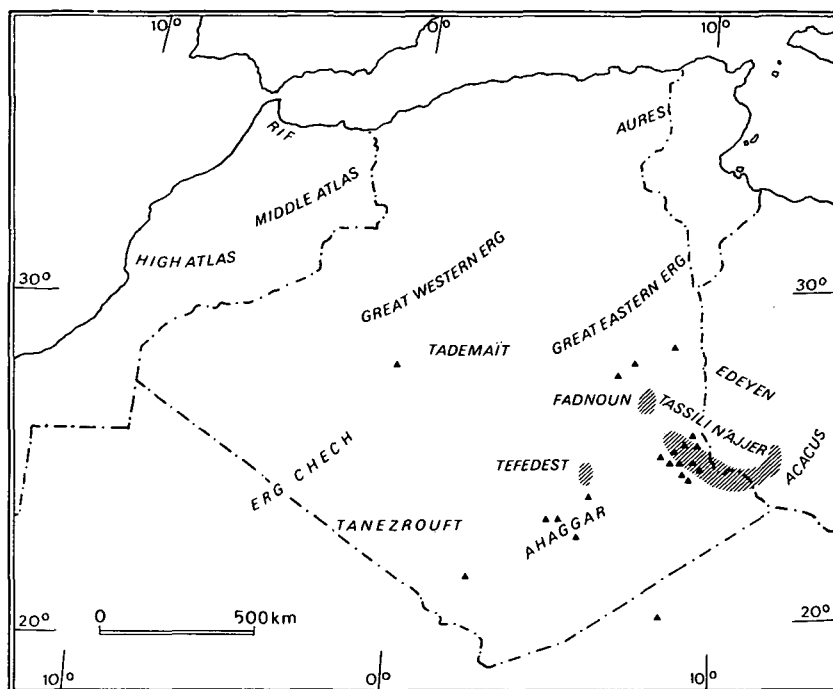 10° 0° 10°
RIF
AURES
MIDDLE ATLAS
HIGH ATLAS
30° 30°
GREAT WESTERN ERG
GREAT EASTERN ERG
TADEMAÏT
EDEYEN
FADNOUN
TASSILI N'AJJER
ACACUS
ERG CHECH
TEFEDEST
TANEZROUFT
AHAGGAR
0 500km
20° 20°
10° 0° 10°